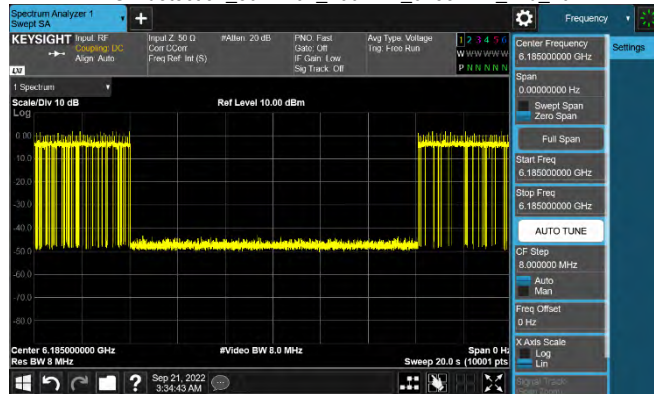 Spectrum Analyzer 1
Swept SA
+
Frequency
KEYSIGHT
Input: RF
Coupling: DC
Align: Auto
Input Z: 50 Ω
Corr CCorr
Freq Ref: Int (S)
#Atten: 20 dB
PNO: Fast
Gate: Off
IF Gain: Low
Sig Track: Off
Avg Type: Voltage
Trig: Free Run
1 2 3 4 5 6
W W W W W W
P N N N N N
LXI
1 Spectrum
Scale/Div 10 dB
Ref Level 10.00 dBm
Log
0.00
-10.0
-20.0
-30.0
-40.0
-50.0
-60.0
-70.0
-80.0
Center 6.185000000 GHz
#Video BW 8.0 MHz
Span 0 Hz
Res BW 8 MHz
Sweep 20.0 s (10001 pts
Sep 21, 2022
3:34:43 AM
?
Settings
Center Frequency
6.185000000 GHz
Span
0.00000000 Hz
Swept Span
Zero Span
Full Span
Start Freq
6.185000000 GHz
Stop Freq
6.185000000 GHz
AUTO TUNE
CF Step
8.000000 MHz
Auto
Man
Freq Offset
0 Hz
X Axis Scale
Log
Lin
Signal Track